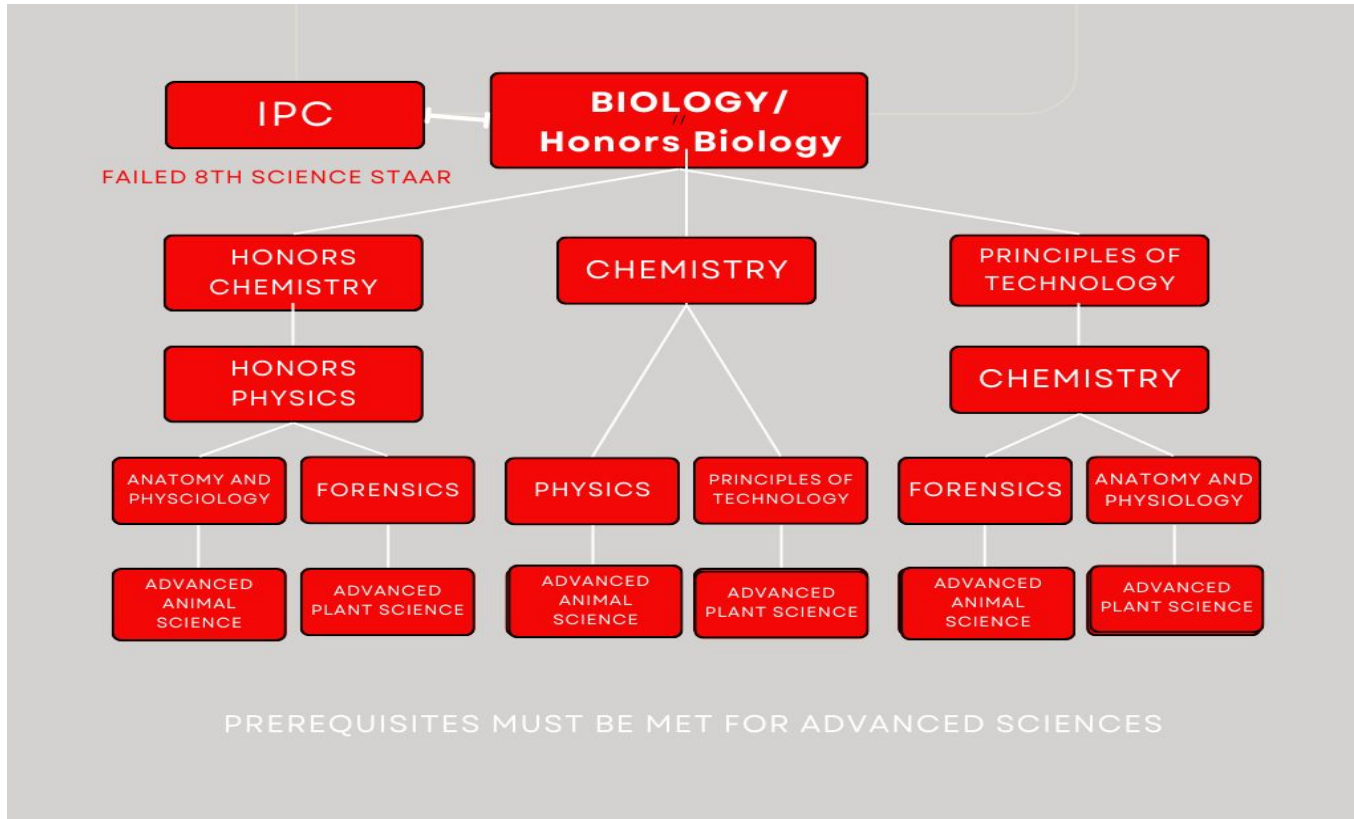 IPC
BIOLOGY/
//
Honors Biology
FAILED 8TH SCIENCE STAAR
HONORS
CHEMISTRY
CHEMISTRY
PRINCIPLES OF
TECHNOLOGY
HONORS
PHYSICS
CHEMISTRY
ANATOMY AND
PHYSCIOLOGY
FORENSICS
PHYSICS
PRINCIPLES OF
TECHNOLOGY
FORENSICS
ANATOMY AND
PHYSIOLOGY
ADVANCED
ANIMAL
SCIENCE
ADVANCED
PLANT SCIENCE
ADVANCED
ANIMAL
SCIENCE
ADVANCED
PLANT SCIENCE
ADVANCED
ANIMAL
SCIENCE
ADVANCED
PLANT SCIENCE
PREREQUISITES MUST BE MET FOR ADVANCED SCIENCES